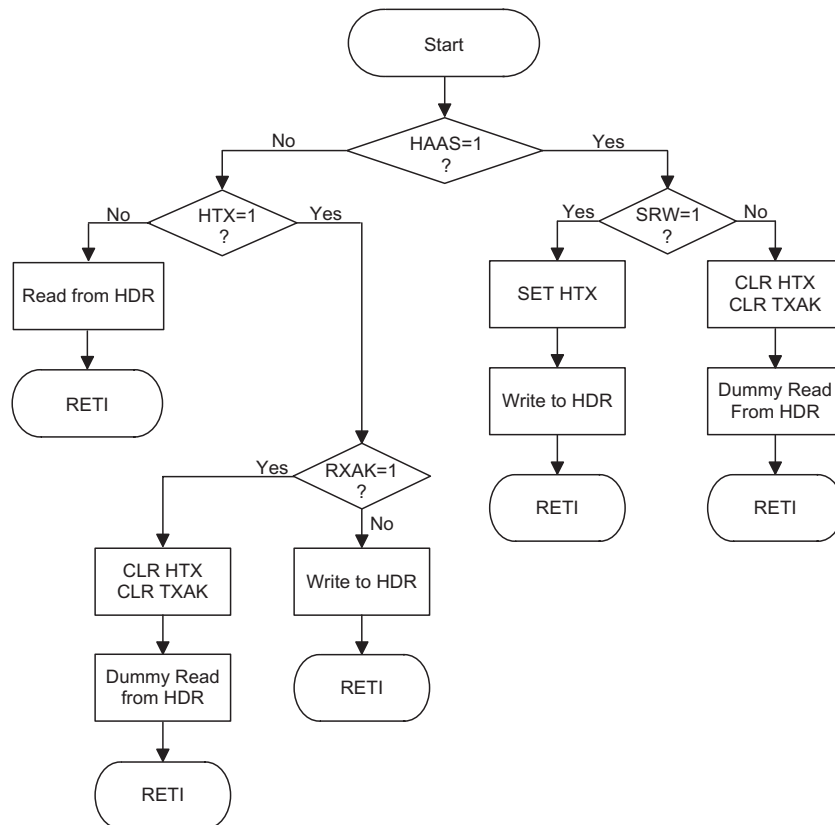 Start
HAAS=1
?
No
Yes
HTX=1
?
No
Yes
SRW=1
?
Yes
No
Read from HDR
SET HTX
CLR HTX
CLR TXAK
RETI
Write to HDR
Dummy Read
From HDR
RXAK=1
?
Yes
No
RETI
RETI
CLR HTX
CLR TXAK
Write to HDR
Dummy Read
from HDR
RETI
RETI